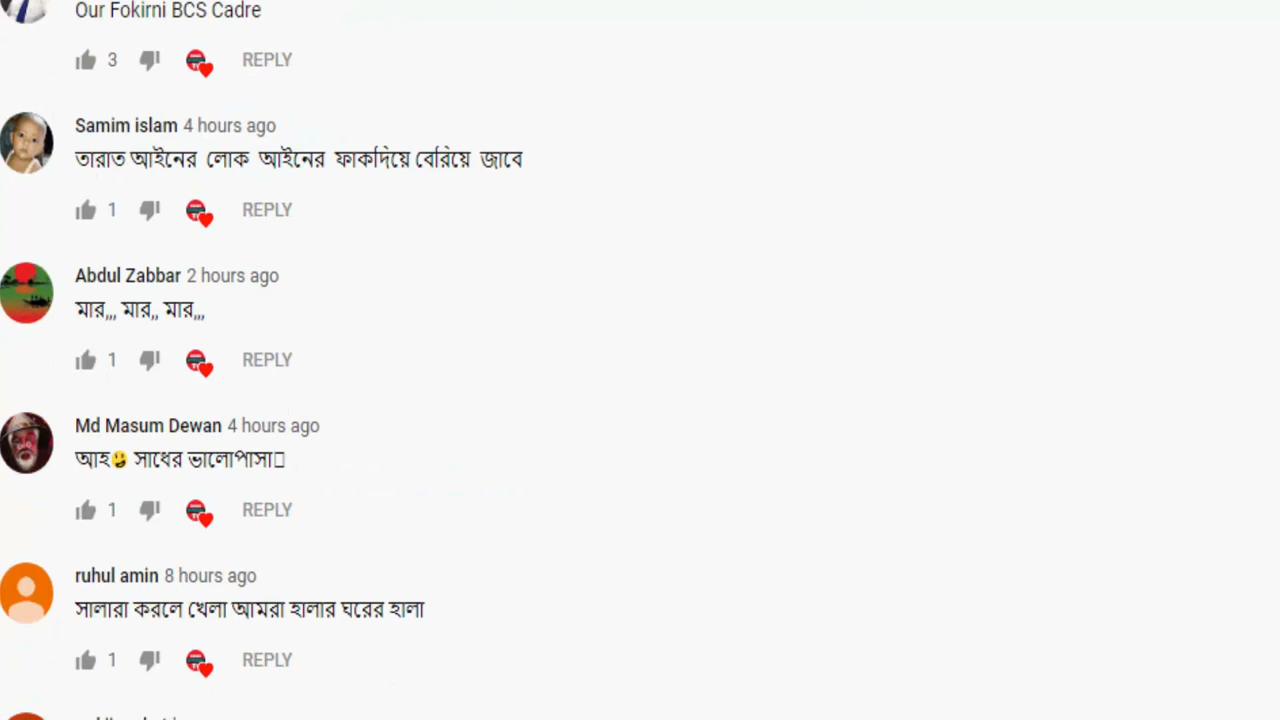 Our Fokirni BCS Cadre
3 REPLY
Samim islam 4 hours ago
তারাত আইনের লোক আইনের ফাকদিয়ে বেরিয়ে জাবে
1 REPLY
Abdul Zabbar 2 hours ago
মার,,, মার,, মার,,,
1 REPLY
Md Masum Dewan 4 hours ago
আহ😃 সাধের ভালোপাসা
1 REPLY
ruhul amin 8 hours ago
সালারা করলে খেলা আমরা হালার ঘরের হালা
1 REPLY